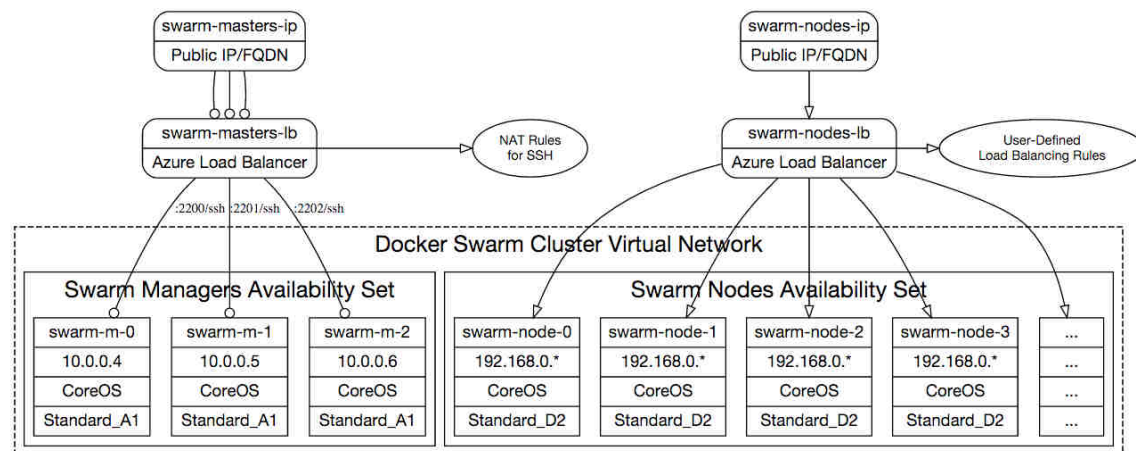 swarm-masters-ip
Public IP/FQDN
swarm-nodes-ip
Public IP/FQDN
swarm-masters-lb
Azure Load Balancer
NAT Rules
for SSH
swarm-nodes-lb
Azure Load Balancer
User-Defined
Load Balancing Rules
:2200/ssh
:2201/ssh
:2202/ssh
Docker Swarm Cluster Virtual Network
Swarm Managers Availability Set
swarm-m-0
10.0.0.4
CoreOS
Standard_A1
swarm-m-1
10.0.0.5
CoreOS
Standard_A1
swarm-m-2
10.0.0.6
CoreOS
Standard_A1
Swarm Nodes Availability Set
swarm-node-0
192.168.0.*
CoreOS
Standard_D2
swarm-node-1
192.168.0.*
CoreOS
Standard_D2
swarm-node-2
192.168.0.*
CoreOS
Standard_D2
swarm-node-3
192.168.0.*
CoreOS
Standard_D2
...
...
...
...